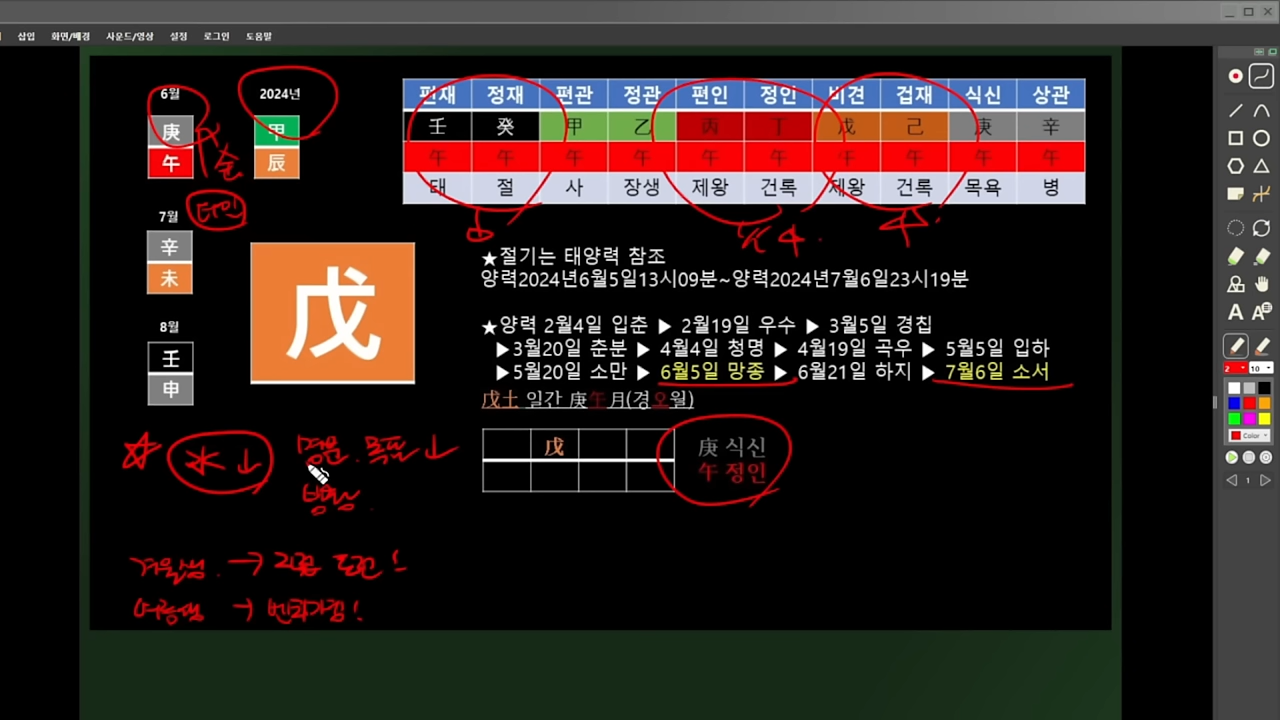 삽입 화면/배경 사운드/영상 설정 로그인 도움말
6월
庚
午
2024년
甲
辰
타인
7월
辛
未
8월
壬
申
戊
편재 정재 편관 정관 편인 정인 비견 겁재 식신 상관
壬 癸 甲 乙 丙 丁 戊 己 庚 辛
午 午 午 午 午 午 午 午 午 午
태 절 사 장생 제왕 건록 제왕 건록 목욕 병
★절기는 태양력 참조
양력2024년6월5일13시09분~양력2024년7월6일23시19분
★양력 2월4일 입춘 ▶ 2월19일 우수 ▶ 3월5일 경칩
▶3월20일 춘분 ▶ 4월4일 청명 ▶ 4월19일 곡우 ▶ 5월5일 입하
▶5월20일 소만 ▶ 6월5일 망종 ▶ 6월21일 하지 ▶ 7월6일 소서
戊土 일간 庚午月(경오월)
戊
庚 식신
午 정인
水 ↓
겨울생 →
여름생 →
2
10
Color
1